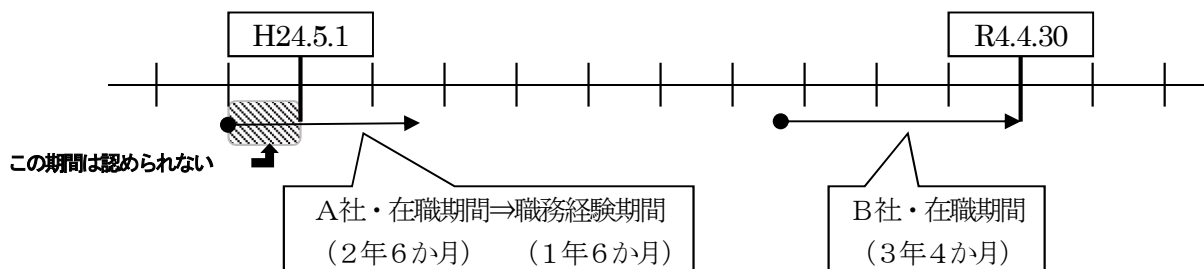 H24.5.1
R4.4.30
この期間は認められない
A社・在職期間⇒職務経験期間
(2年6か月) (1年6か月)
B社・在職期間
(3年4か月)